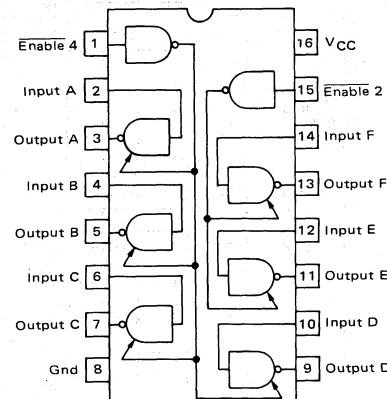 Enable 4 1
Input A 2
Output A 3
Input B 4
Output B 5
Input C 6
Output C 7
Gnd 8
16 VCC
15 Enable 2
14 Input F
13 Output F
12 Input E
11 Output E
10 Input D
9 Output D